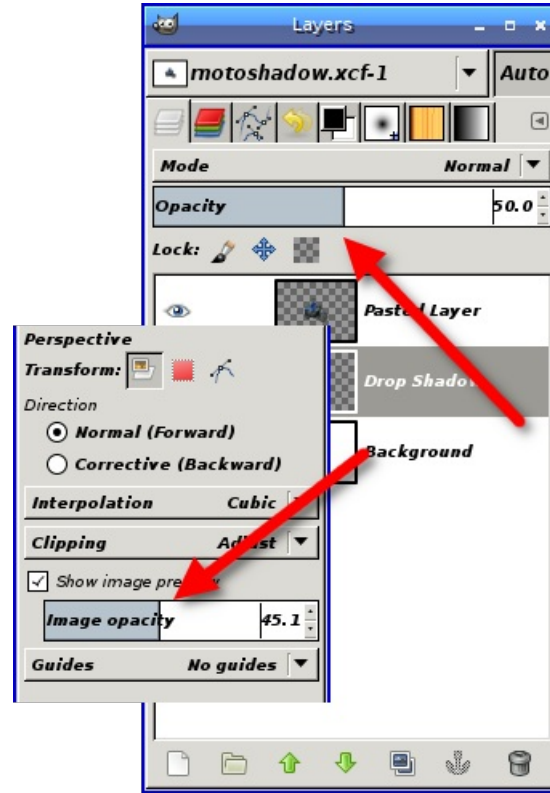 Layers
motoshadow.xcf-1
Auto
Mode Normal
Opacity 50.0
Lock:
Pasted Layer
Drop Shadow
Background
Perspective
Transform:
Direction
Normal (Forward)
Corrective (Backward)
Interpolation Cubic
Clipping Adjust
Show image preview
Image opacity 45.1
Guides No guides